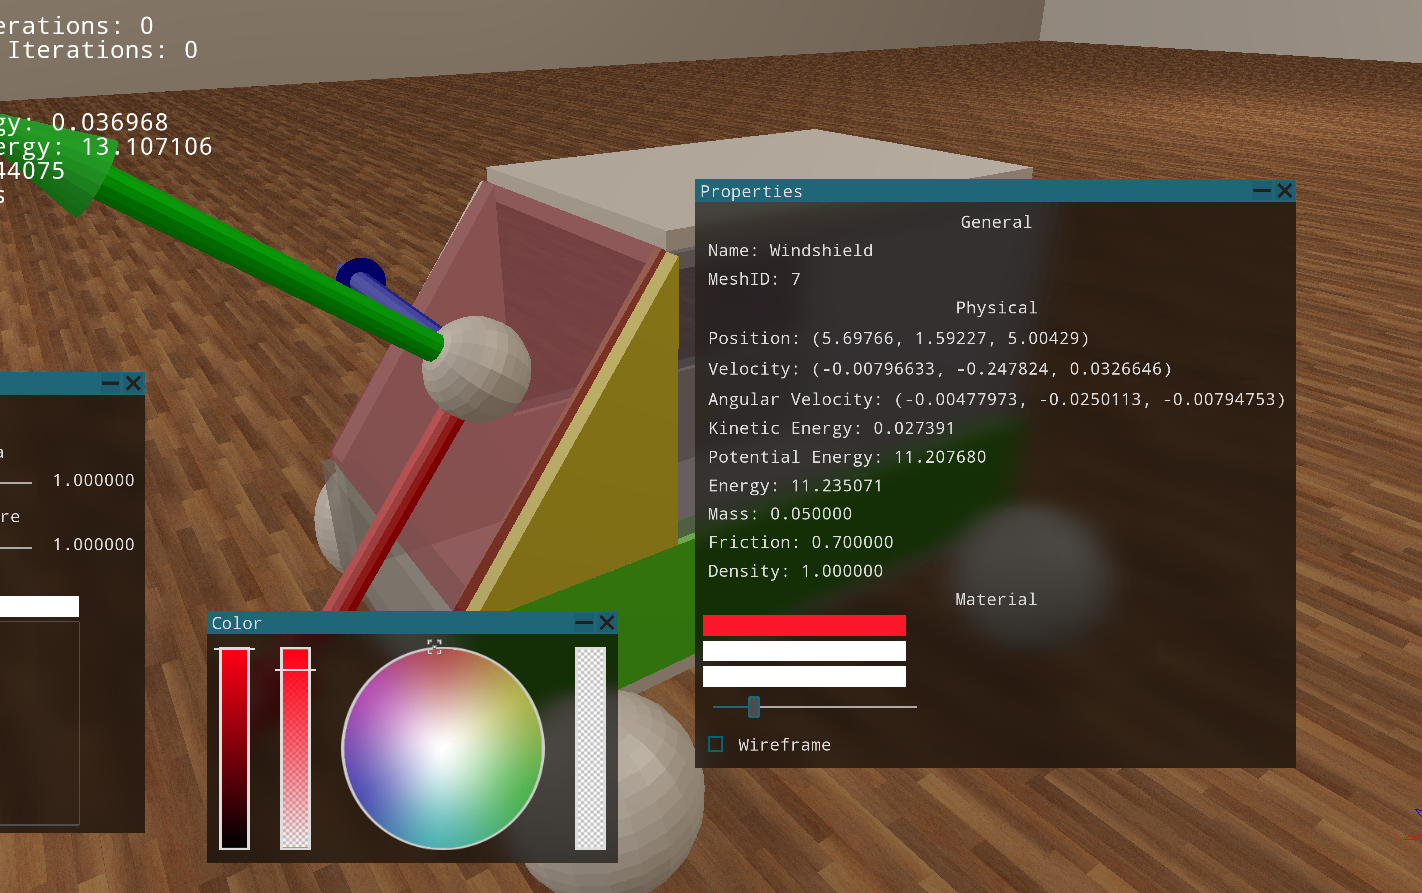 erations: 0
Iterations: 0
gy: 0.036968
ergy: 13.107106
44075
s
a
1.000000
re
1.000000
Color
Properties
General
Name: Windshield
MeshID: 7
Physical
Position: (5.69766, 1.59227, 5.00429)
Velocity: (-0.00796633, -0.247824, 0.0326646)
Angular Velocity: (-0.00477973, -0.0250113, -0.00794753)
Kinetic Energy: 0.027391
Potential Energy: 11.207680
Energy: 11.235071
Mass: 0.050000
Friction: 0.700000
Density: 1.000000
Material
Wireframe